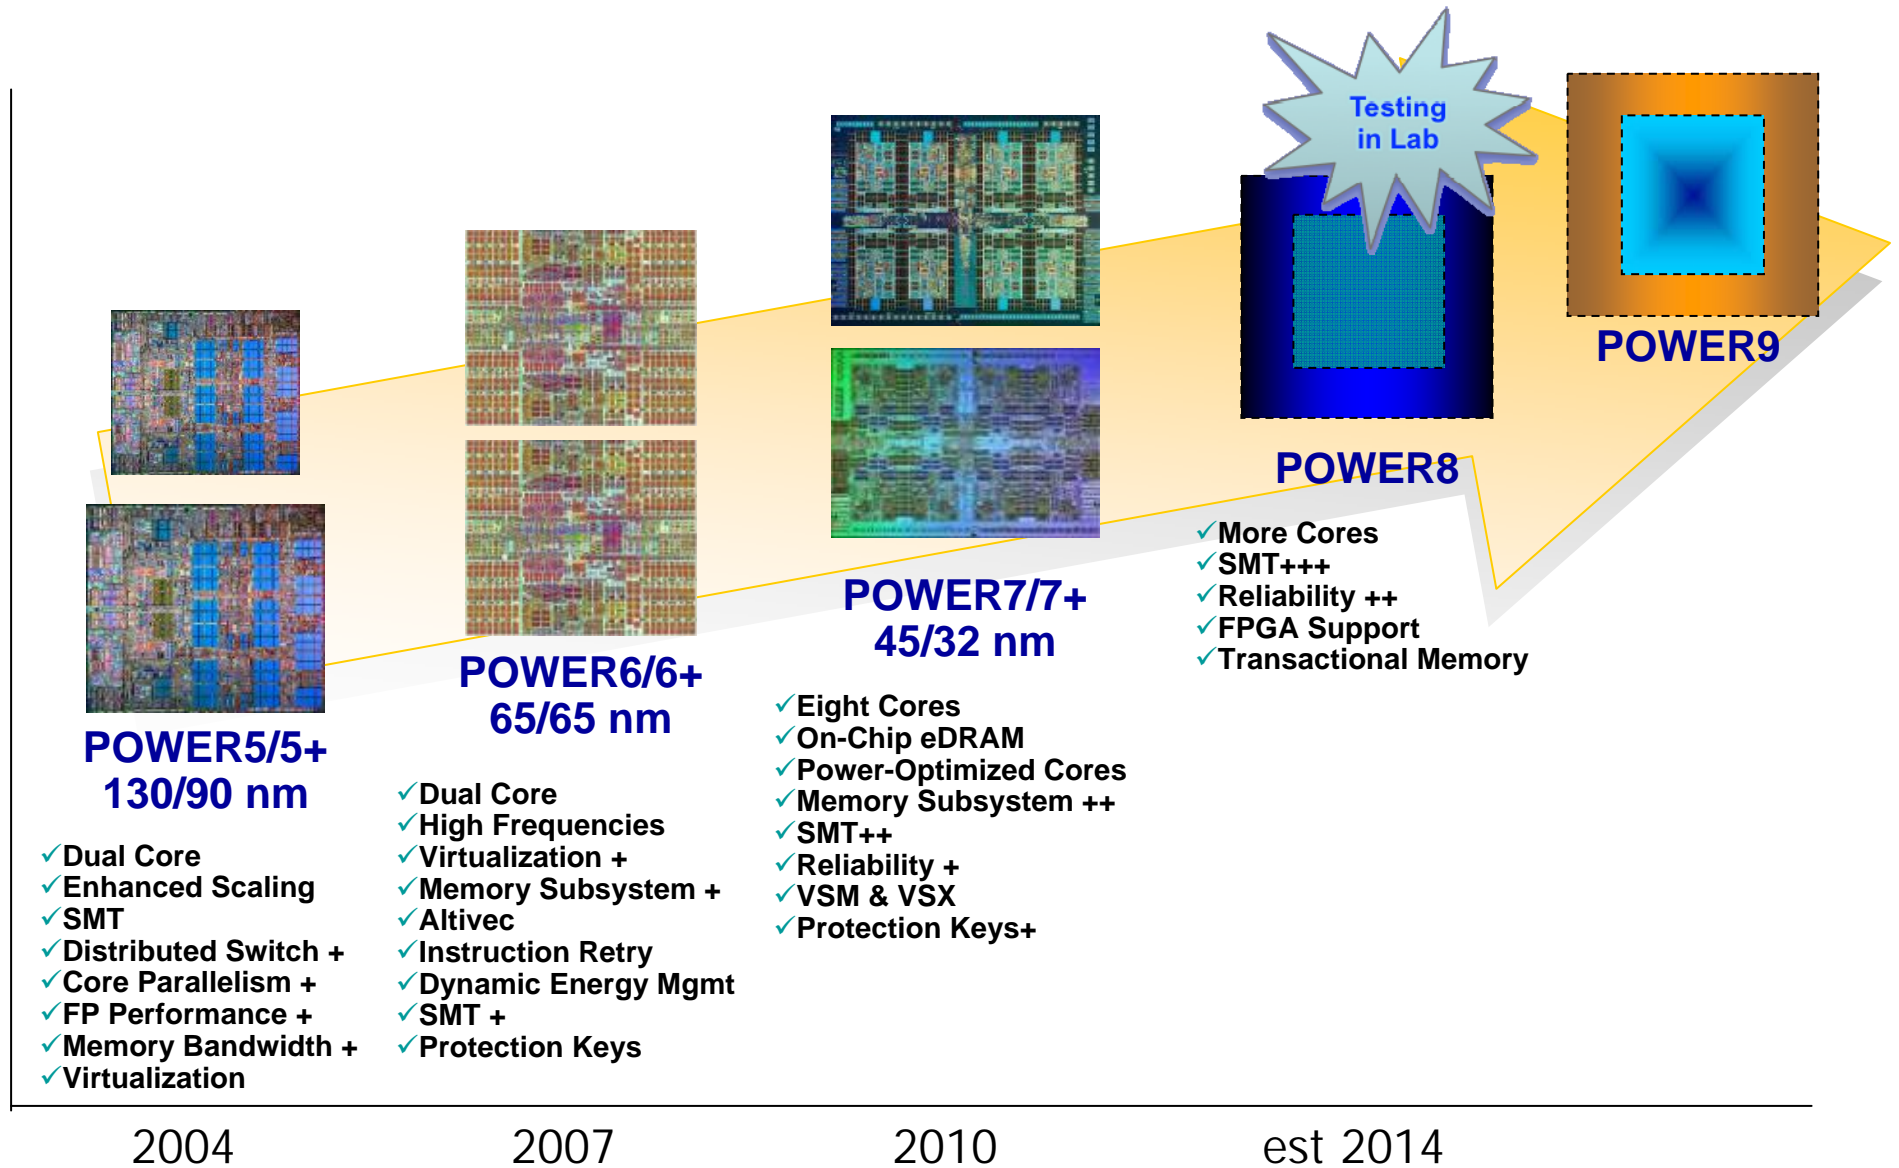 Testing
in Lab
POWER5/5+
130/90 nm
✓Dual Core
✓Enhanced Scaling
✓SMT
✓Distributed Switch +
✓Core Parallelism +
✓FP Performance +
✓Memory Bandwidth +
✓Virtualization
POWER6/6+
65/65 nm
✓Dual Core
✓High Frequencies
✓Virtualization +
✓Memory Subsystem +
✓Altivec
✓Instruction Retry
✓Dynamic Energy Mgmt
✓SMT +
✓Protection Keys
POWER7/7+
45/32 nm
✓Eight Cores
✓On-Chip eDRAM
✓Power-Optimized Cores
✓Memory Subsystem ++
✓SMT++
✓Reliability +
✓VSM & VSX
✓Protection Keys+
POWER8
✓More Cores
✓SMT+++
✓Reliability ++
✓FPGA Support
✓Transactional Memory
POWER9
2004
2007
2010
est 2014